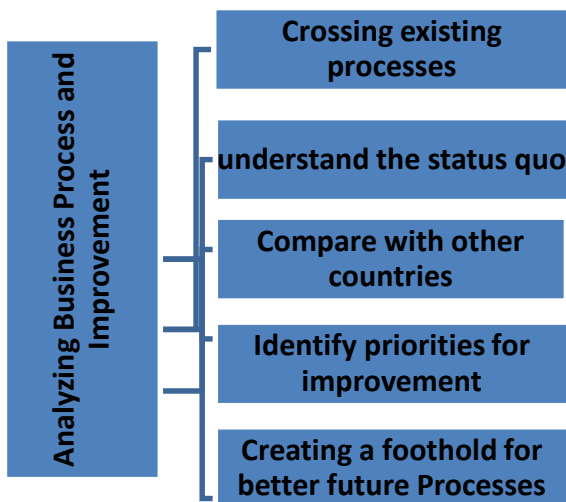 Analyzing Business Process and
Improvement
Crossing existing
processes
understand the status quo
Compare with other
countries
Identify priorities for
improvement
Creating a foothold for
better future Processes